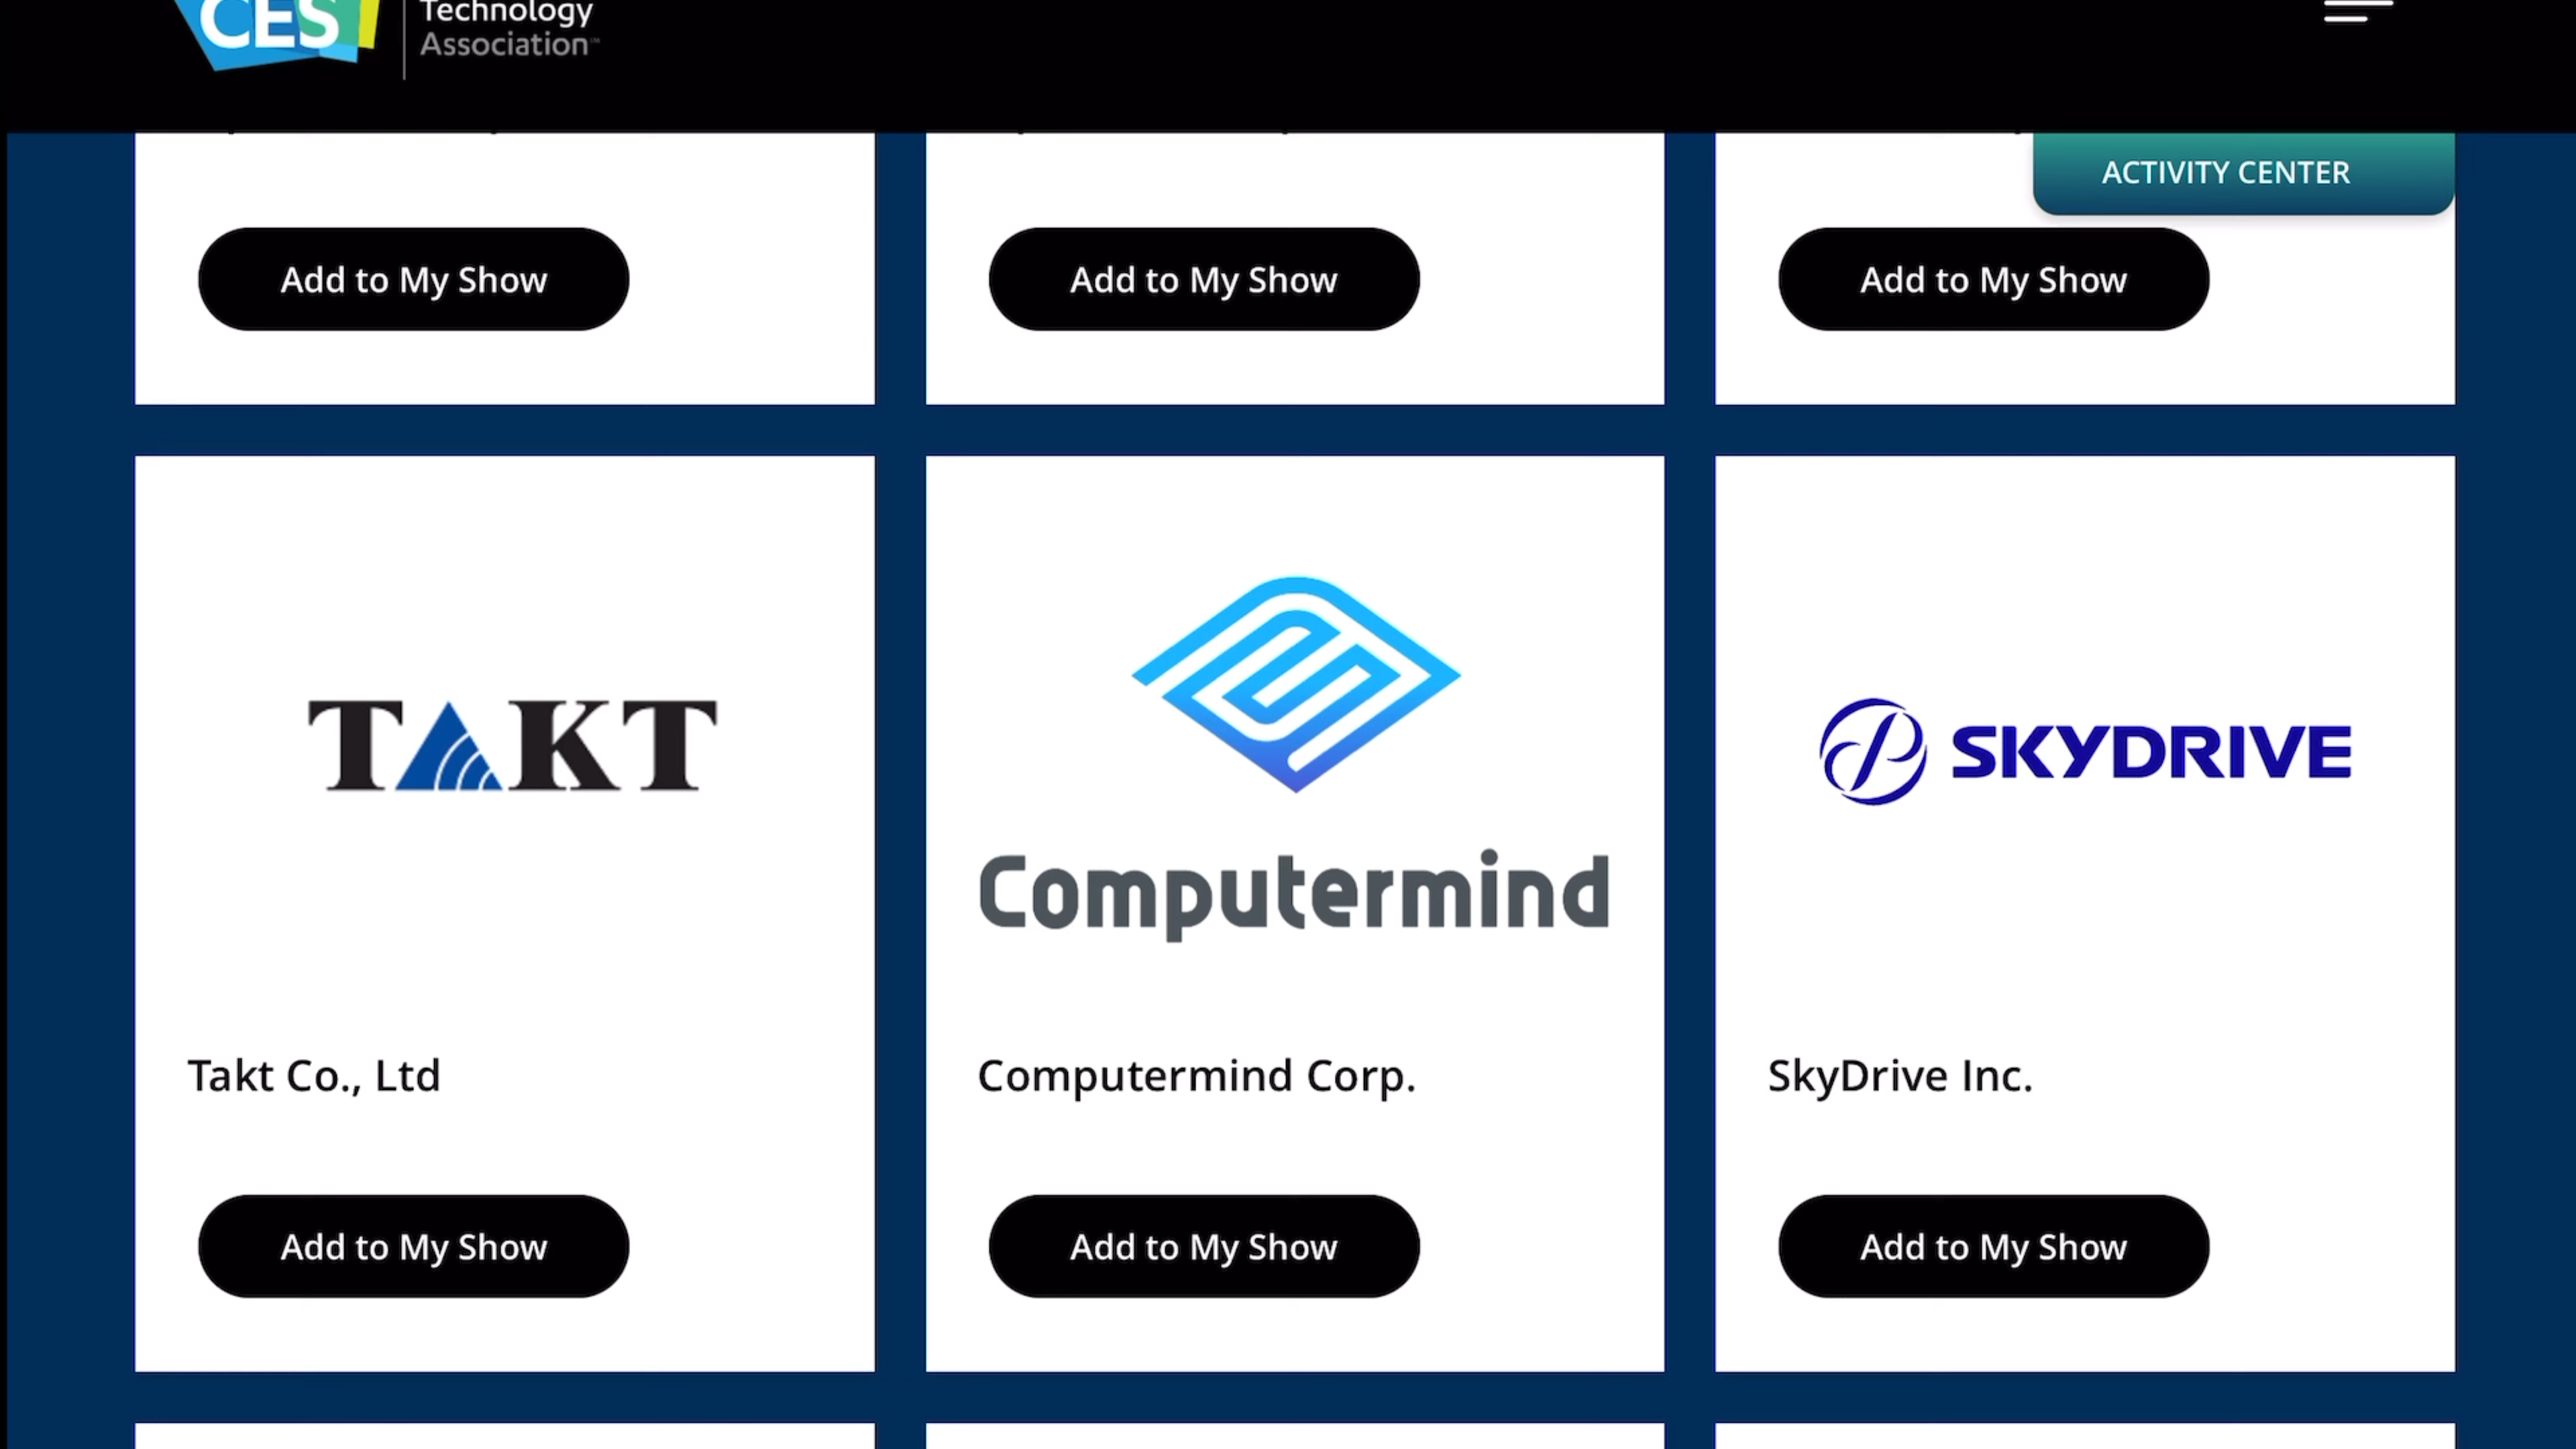 CES
Technology
Association
ACTIVITY CENTER
Add to My Show
Add to My Show
Add to My Show
TAKT
Computermind
SKYDRIVE
Takt Co., Ltd
Computermind Corp.
SkyDrive Inc.
Add to My Show
Add to My Show
Add to My Show